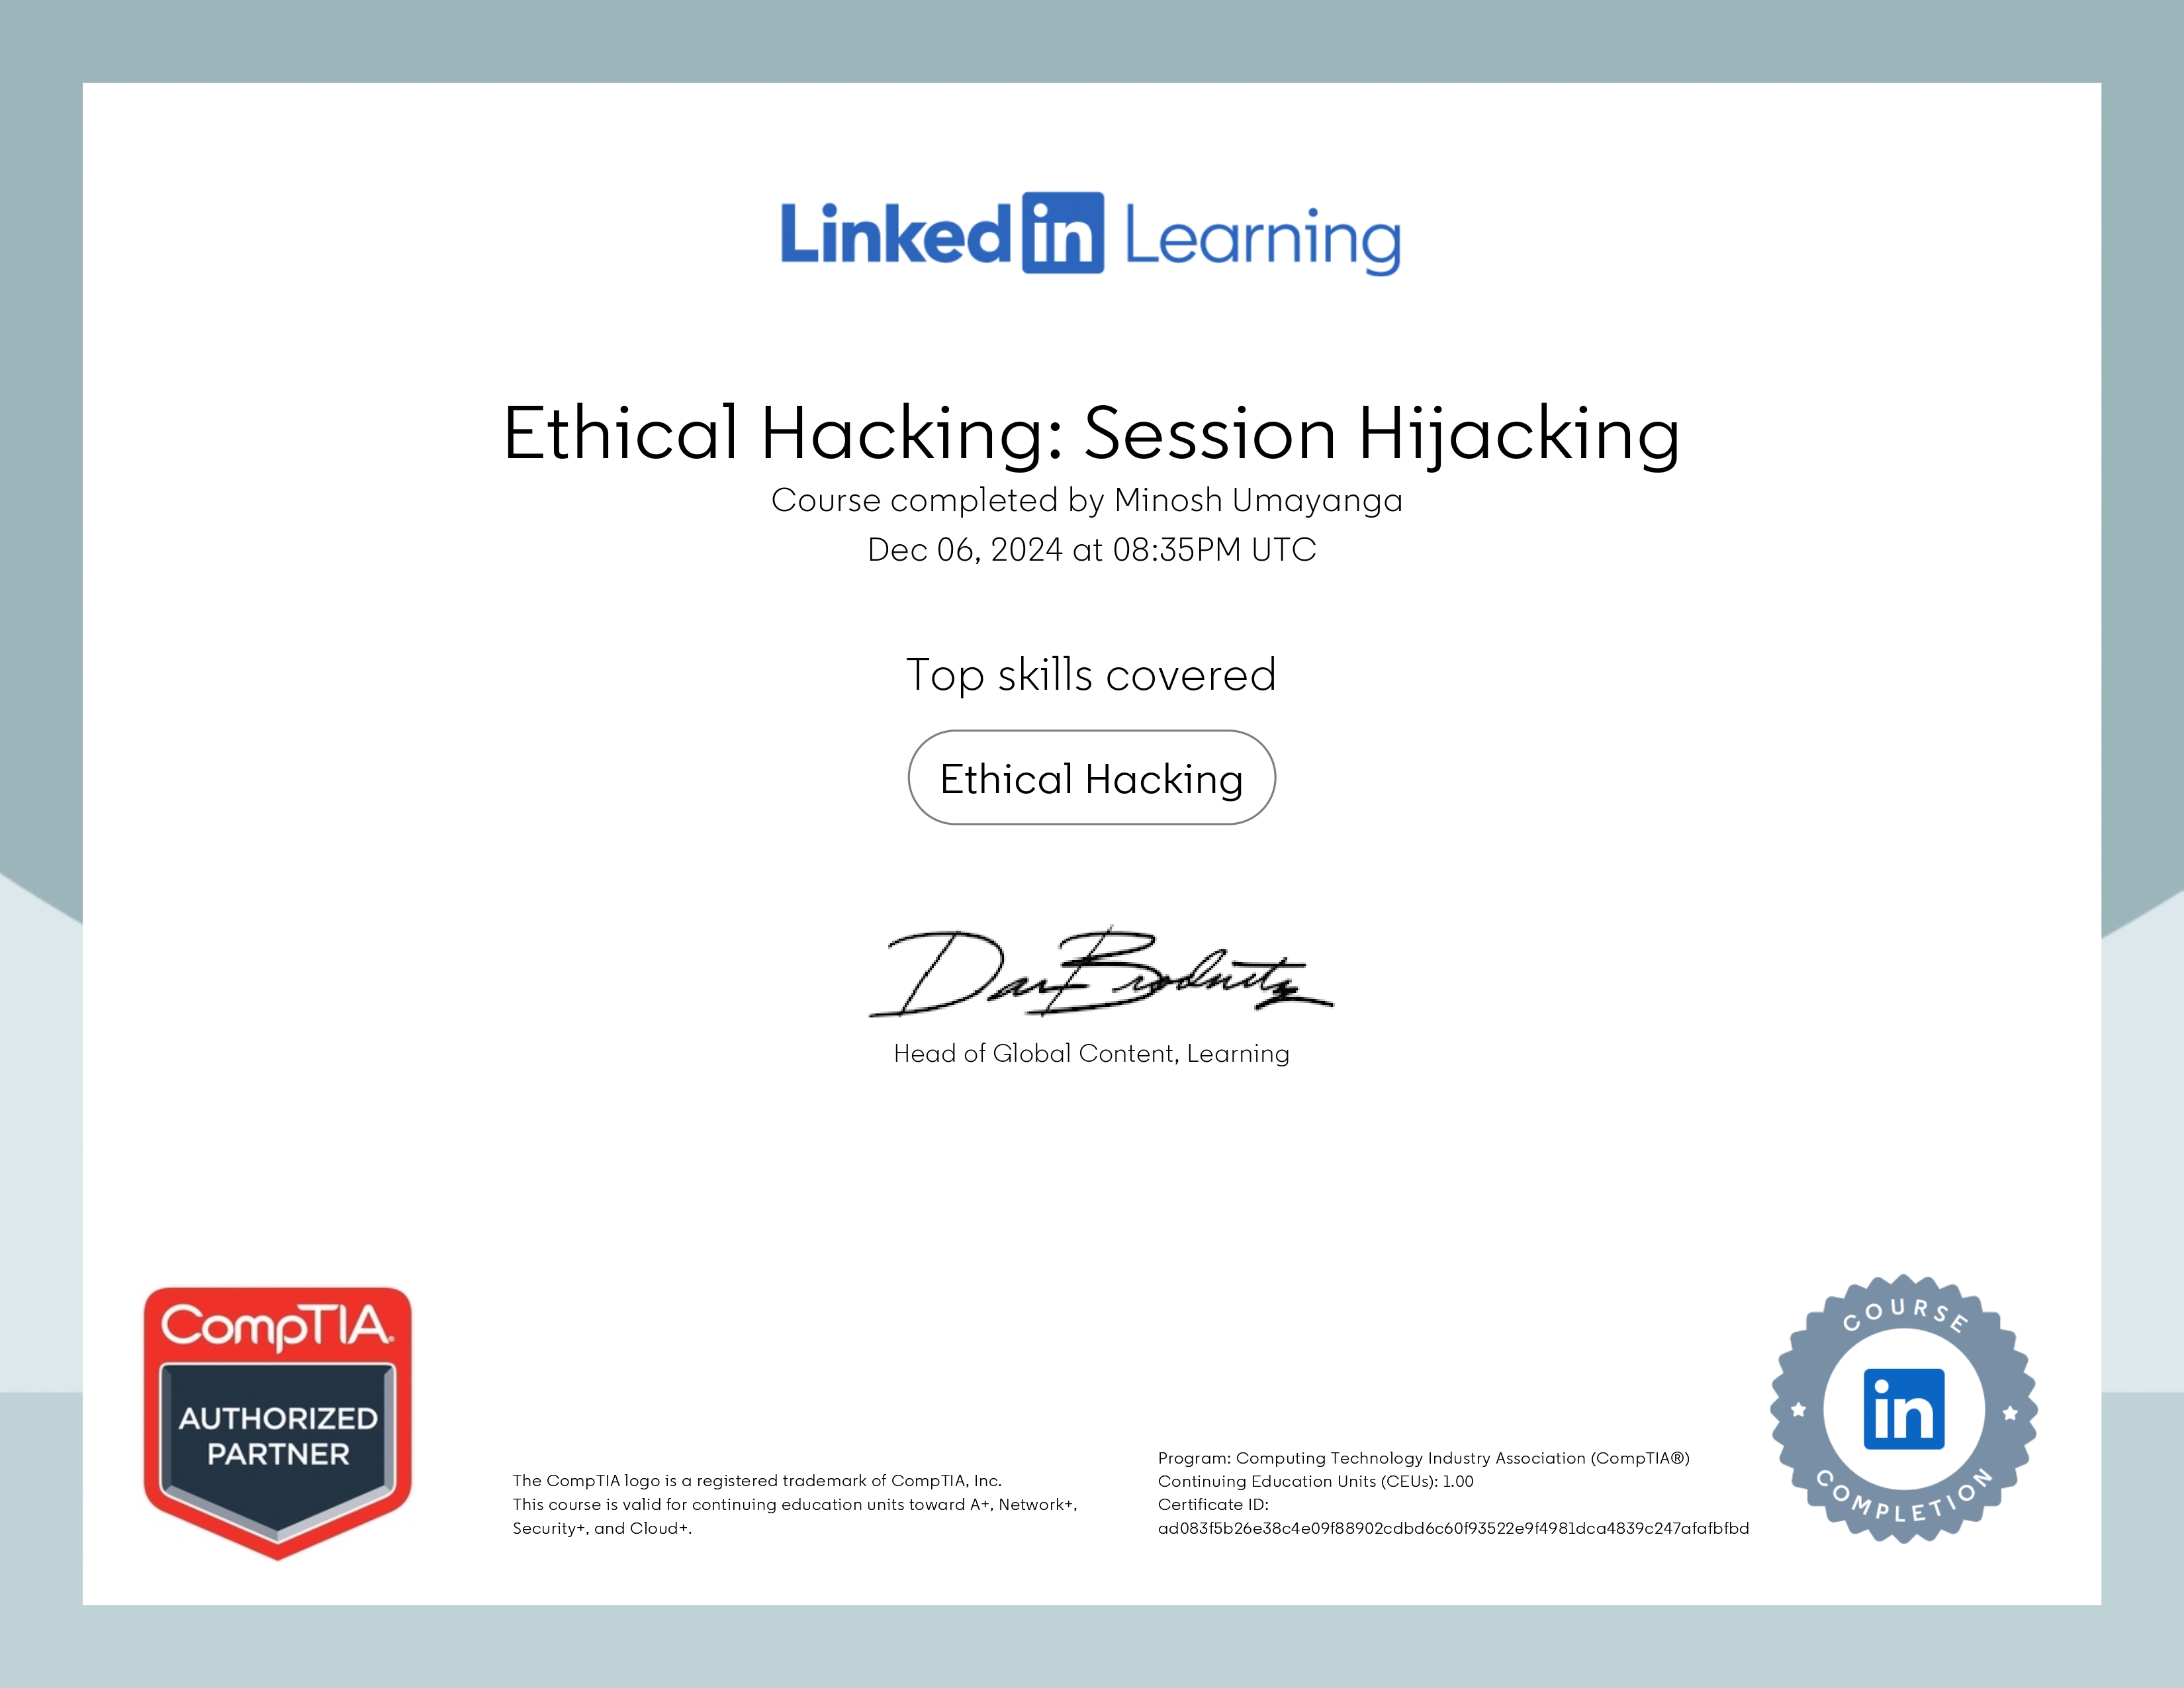 Linked in Learning
Ethical Hacking: Session Hijacking
Course completed by Minosh Umayanga
Dec 06, 2024 at 08:35PM UTC
Top skills covered
Ethical Hacking
Dan Brodnitz
Head of Global Content, Learning
CompTIA.
AUTHORIZED
PARTNER
The CompTIA logo is a registered trademark of CompTIA, Inc.
This course is valid for continuing education units toward A+, Network+,
Security+, and Cloud+.
Program: Computing Technology Industry Association (CompTIA®)
Continuing Education Units (CEUs): 1.00
Certificate ID:
ad083f5b26e38c4e09f88902cdbd6c60f93522e9f4981dca4839c247afafbfbd
COURSE
in
COMPLETION